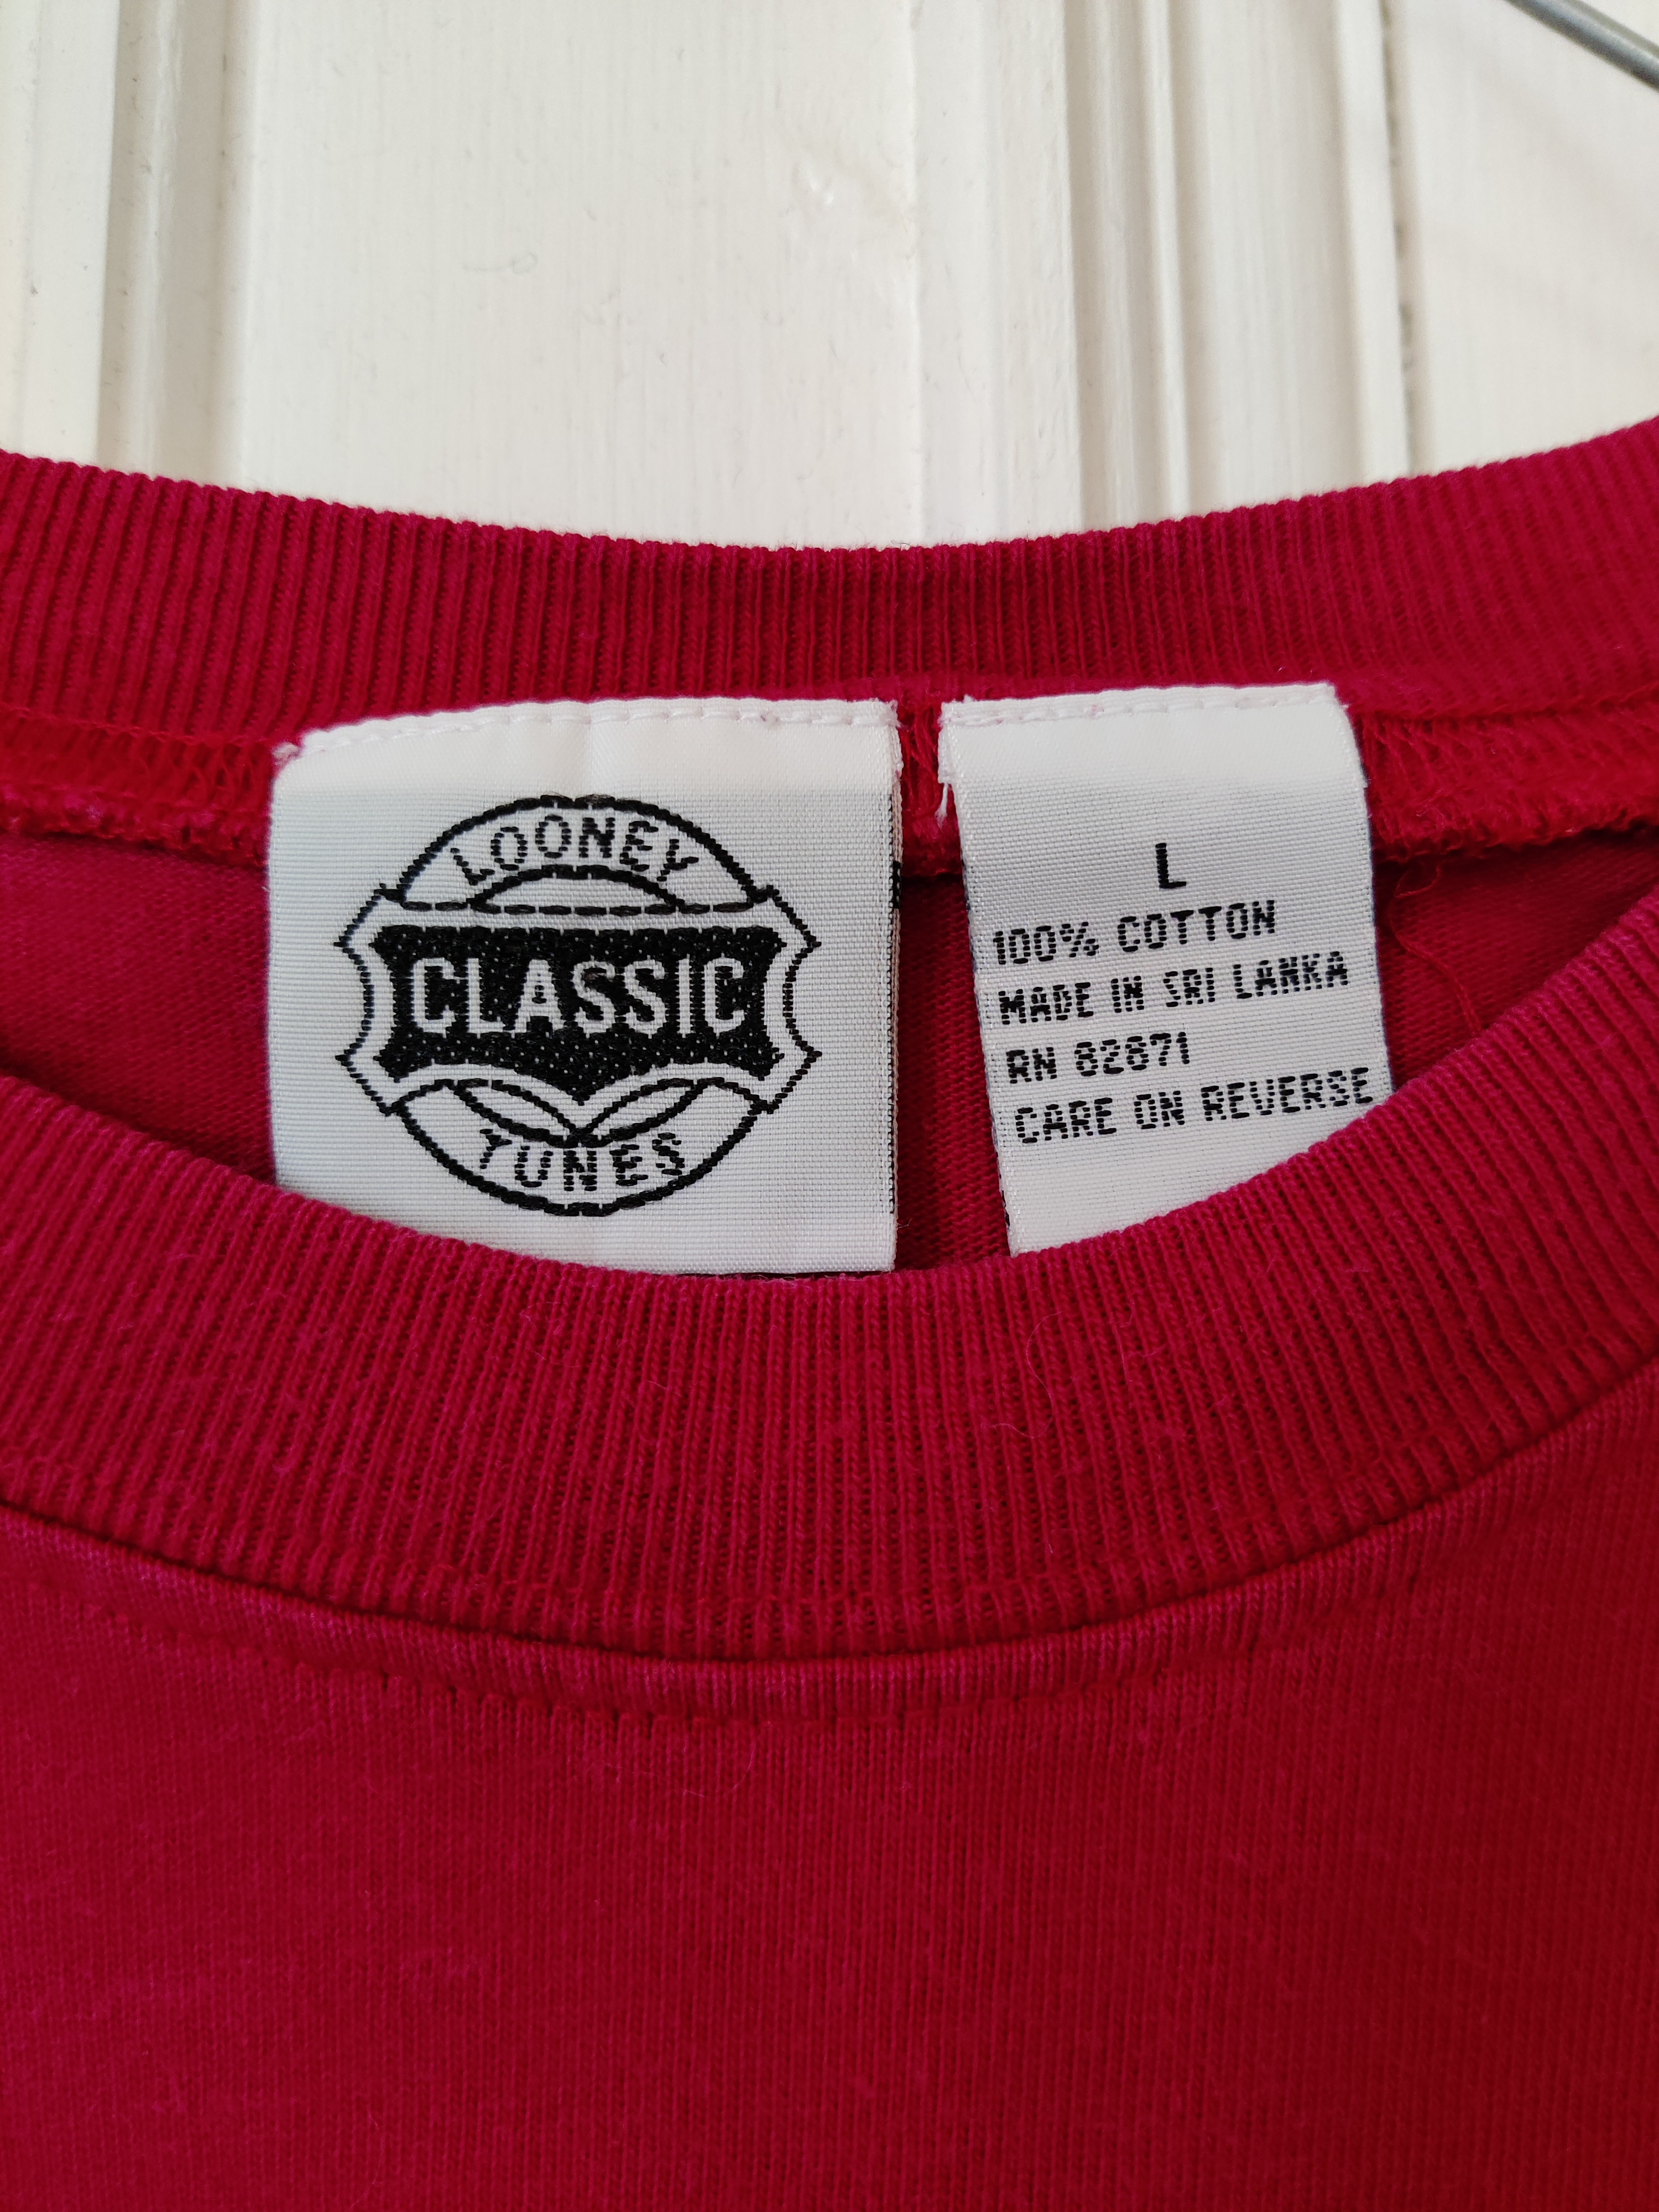 LOONEY
CLASSIC
TUNES
L
100% COTTON
MADE IN SRI LANKA
RN 82871
CARE ON REVERSE